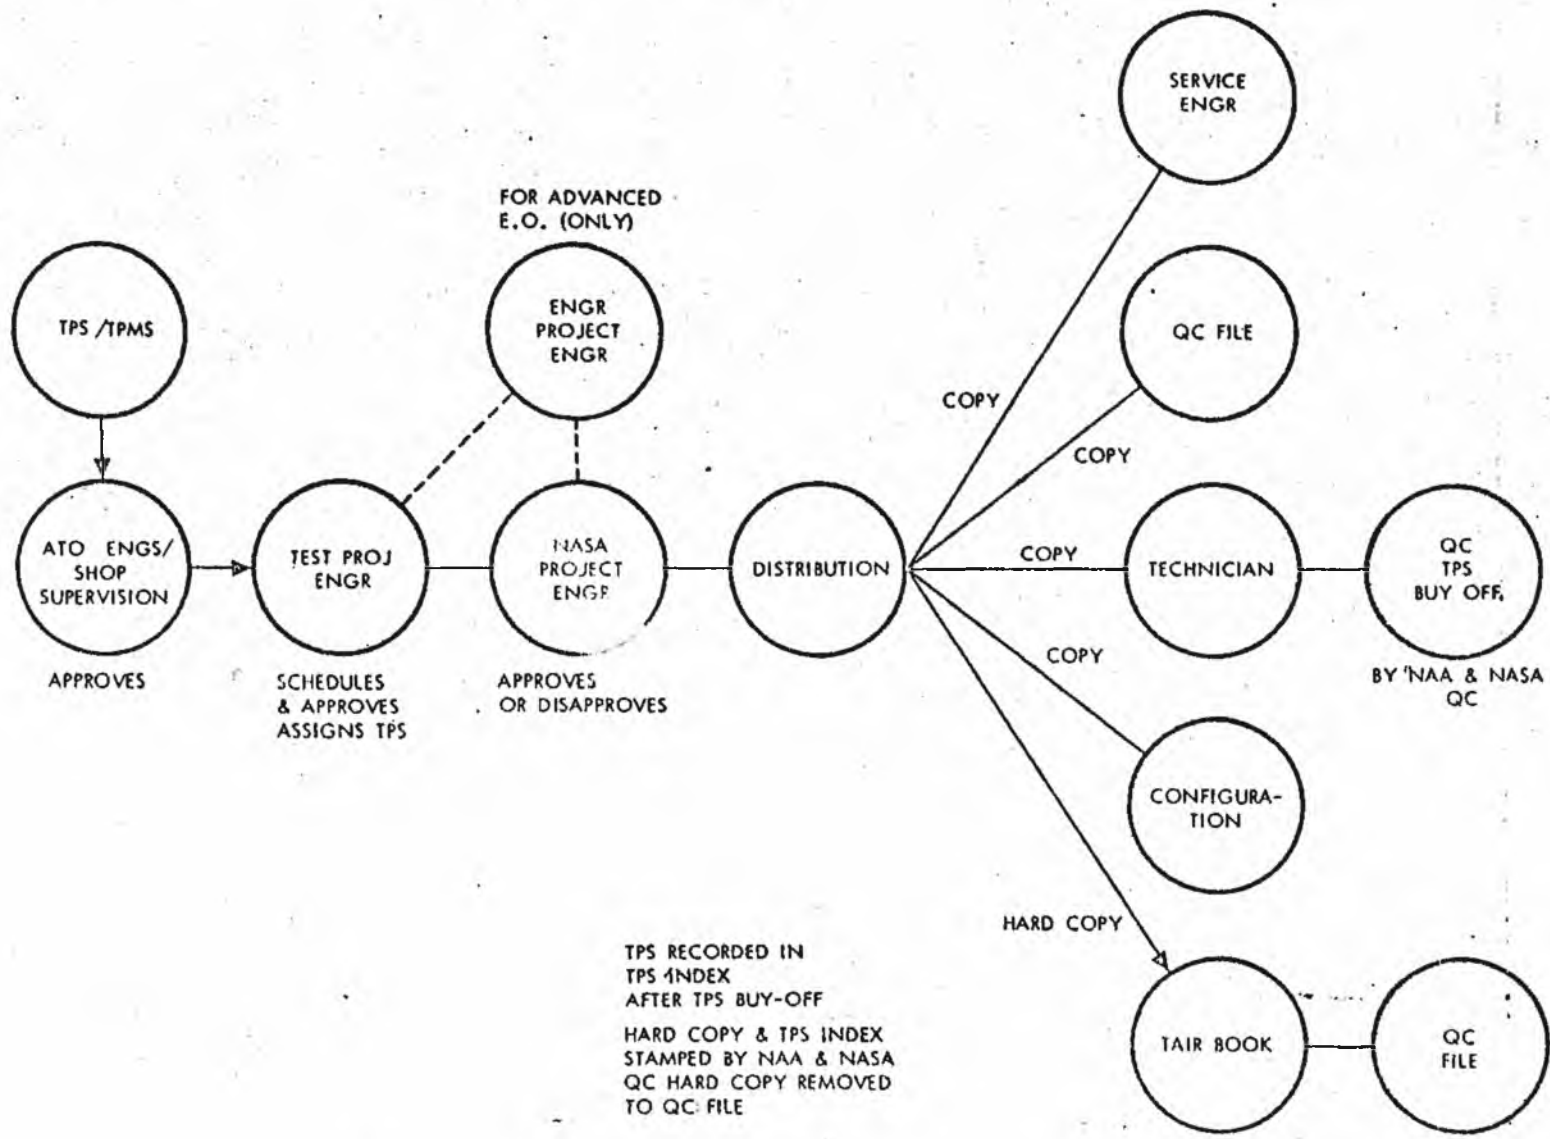 SERVICE
ENGR
FOR ADVANCED
E.O. (ONLY)
TPS/TPMS
ENGR
PROJECT
ENGR
QC FILE
COPY
COPY
ATO ENGS/
SHOP
SUPERVISION
APPROVES
TEST PROJ
ENGR
SCHEDULES
& APPROVES
ASSIGNS TPS
NASA
PROJECT
ENGR
APPROVES
OR DISAPPROVES
DISTRIBUTION
COPY
TECHNICIAN
QC
TPS
BUY OFF
BY NAA & NASA
QC
COPY
CONFIGURA-
TION
HARD COPY
TAIR BOOK
QC
FILE
TPS RECORDED IN
TPS INDEX
AFTER TPS BUY-OFF
HARD COPY & TPS INDEX
STAMPED BY NAA & NASA
QC HARD COPY REMOVED
TO QC FILE